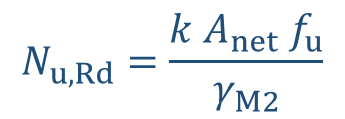 N_u,Rd = k A_net f_u / γ_M2